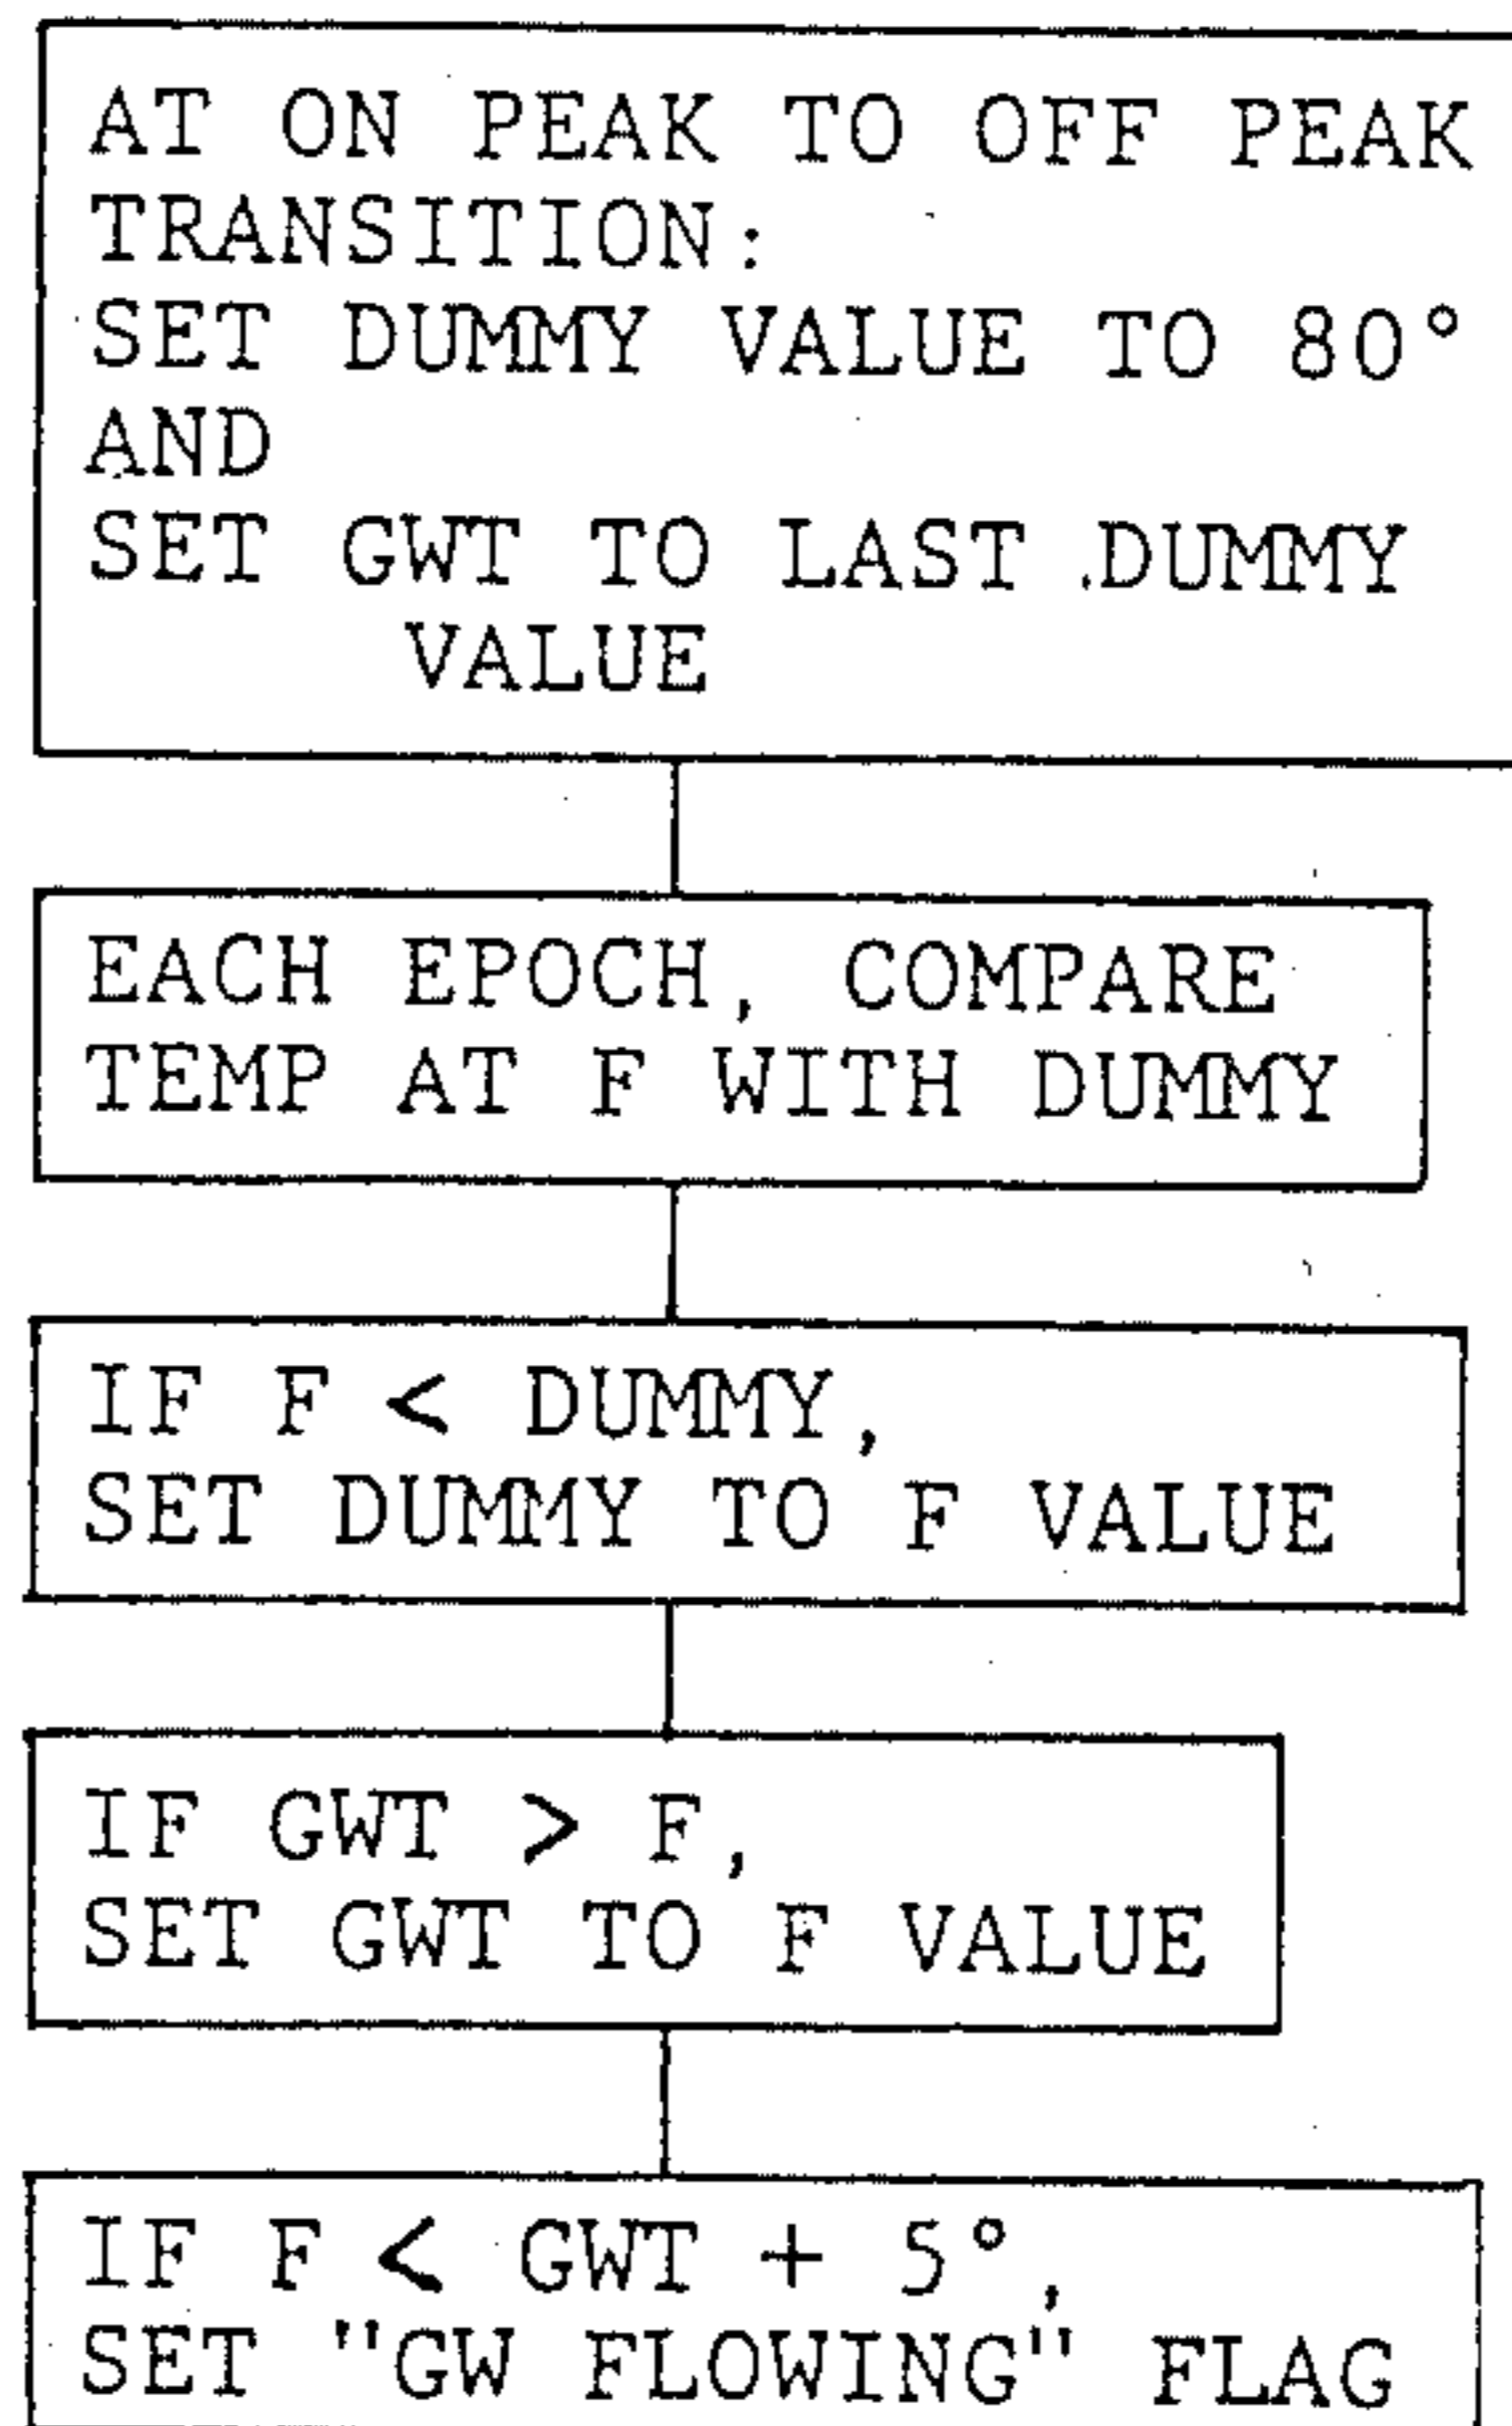 AT ON PEAK TO OFF PEAK
TRANSITION:
SET DUMMY VALUE TO 80°
AND
SET GWT TO LAST DUMMY
VALUE
EACH EPOCH, COMPARE
TEMP AT F WITH DUMMY
IF F < DUMMY,
SET DUMMY TO F VALUE
IF GWT > F,
SET GWT TO F VALUE
IF F < GWT + 5°,
SET "GW FLOWING" FLAG